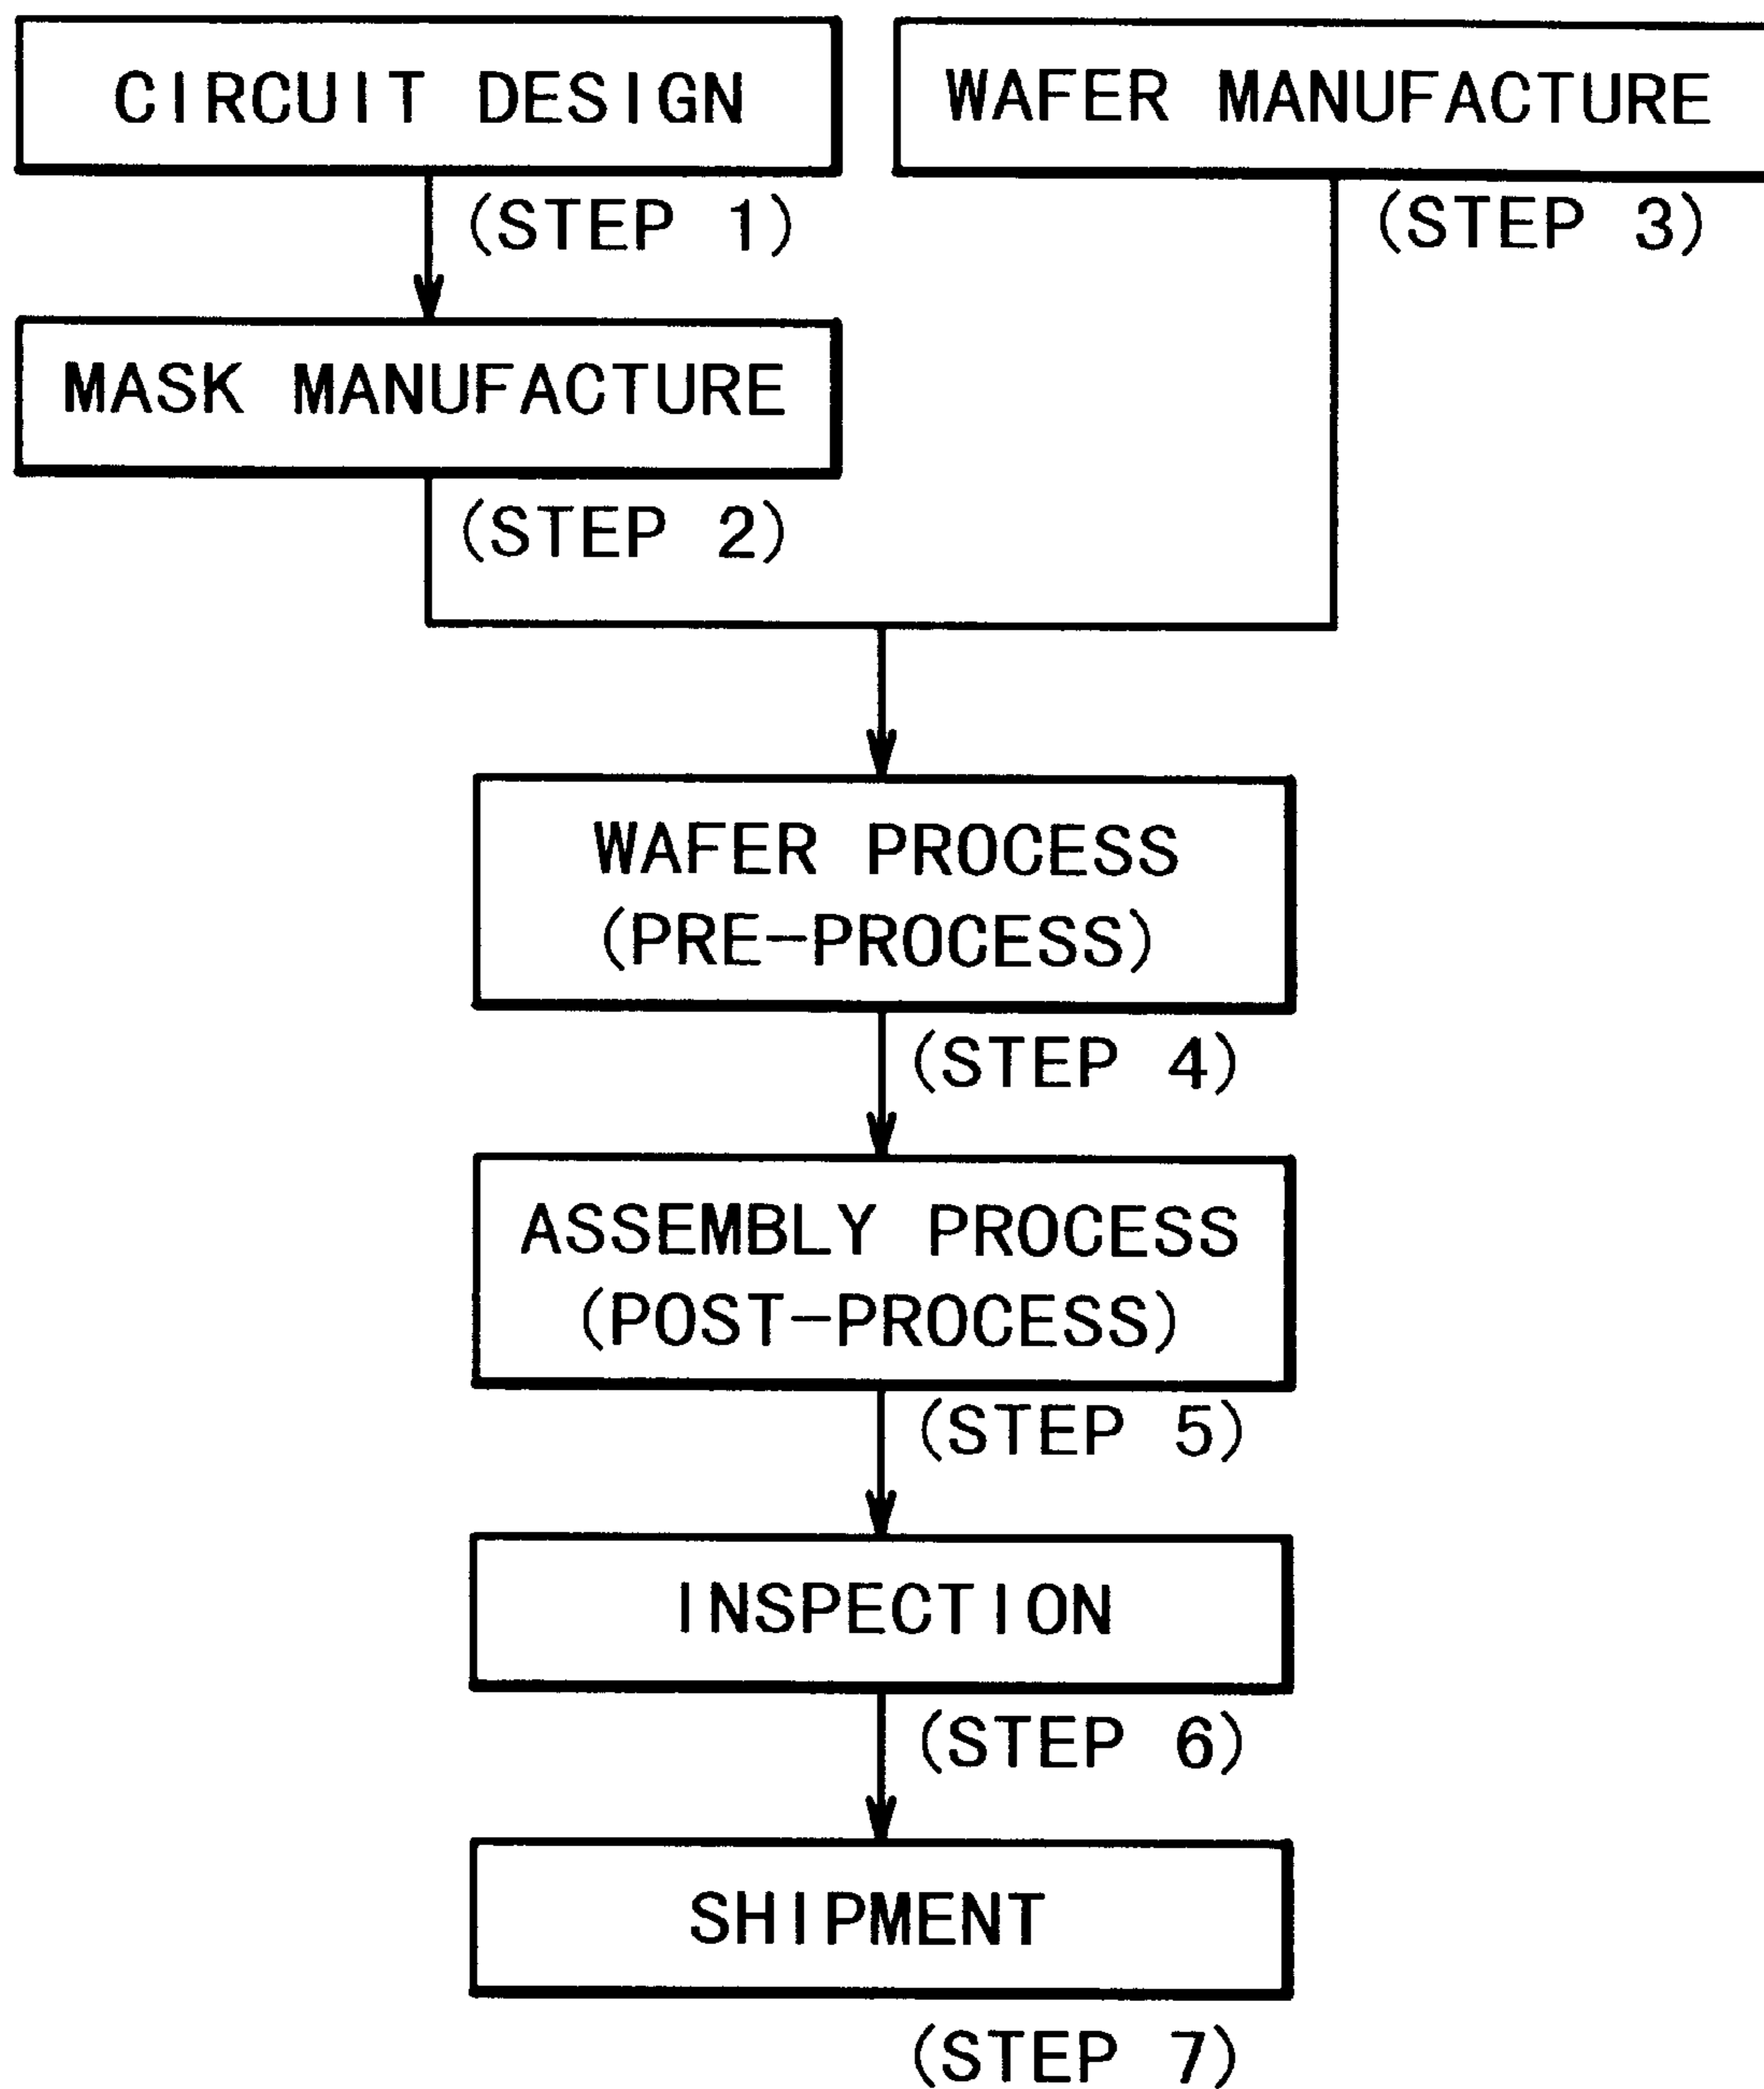 CIRCUIT DESIGN
(STEP 1)
MASK MANUFACTURE
(STEP 2)
WAFER MANUFACTURE
(STEP 3)
WAFER PROCESS
(PRE-PROCESS)
(STEP 4)
ASSEMBLY PROCESS
(POST-PROCESS)
(STEP 5)
INSPECTION
(STEP 6)
SHIPMENT
(STEP 7)